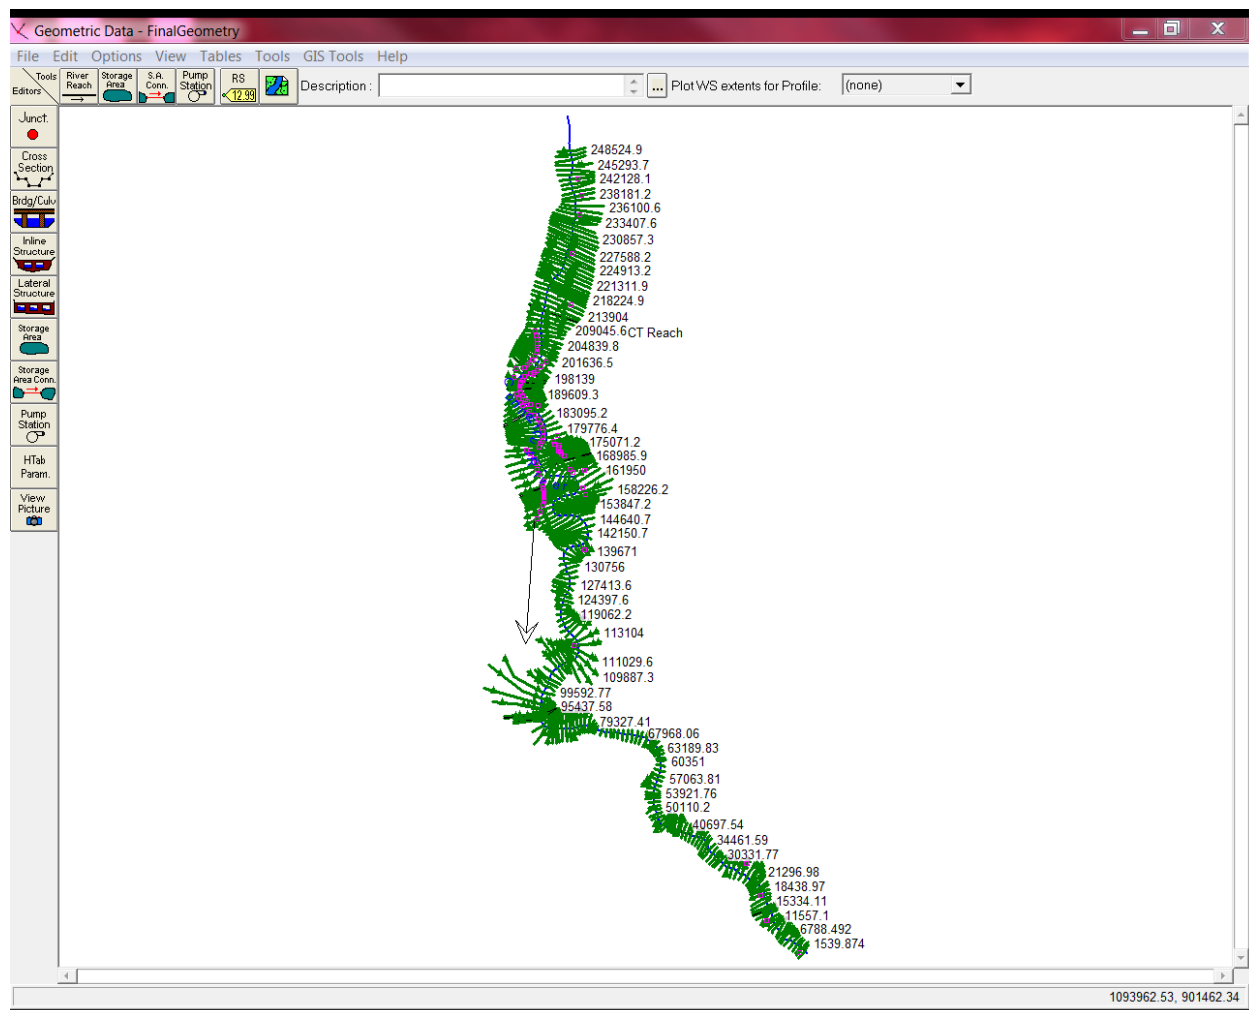 Geometric Data - FinalGeometry
File Edit Options View Tables Tools GIS Tools Help
Tools
Editors
River Reach
Storage Area
S.A. Conn.
Pump Station
RS
12.99
Description :
...
Plot WS extents for Profile:
(none)
Junct.
Cross Section
Brdg/Culv
Inline Structure
Lateral Structure
Storage Area
Storage Area Conn.
Pump Station
HTab Param.
View Picture
248524.9
245293.7
242128.1
238181.2
236100.6
233407.6
230857.3
227588.2
224913.2
221311.9
218224.9
213904
209045.6 CT Reach
204839.8
201636.5
198139
189609.3
183095.2
179776.4
175071.2
168985.9
161950
158226.2
153847.2
144640.7
142150.7
139671
130756
127413.6
124397.6
119062.2
113104
111029.6
109887.3
99592.77
95437.58
79327.41
67968.06
63189.83
60351
57063.81
53921.76
50110.2
40697.54
34461.59
30331.77
21296.98
18438.97
15334.11
11557.1
6788.492
1539.874
1093962.53, 901462.34